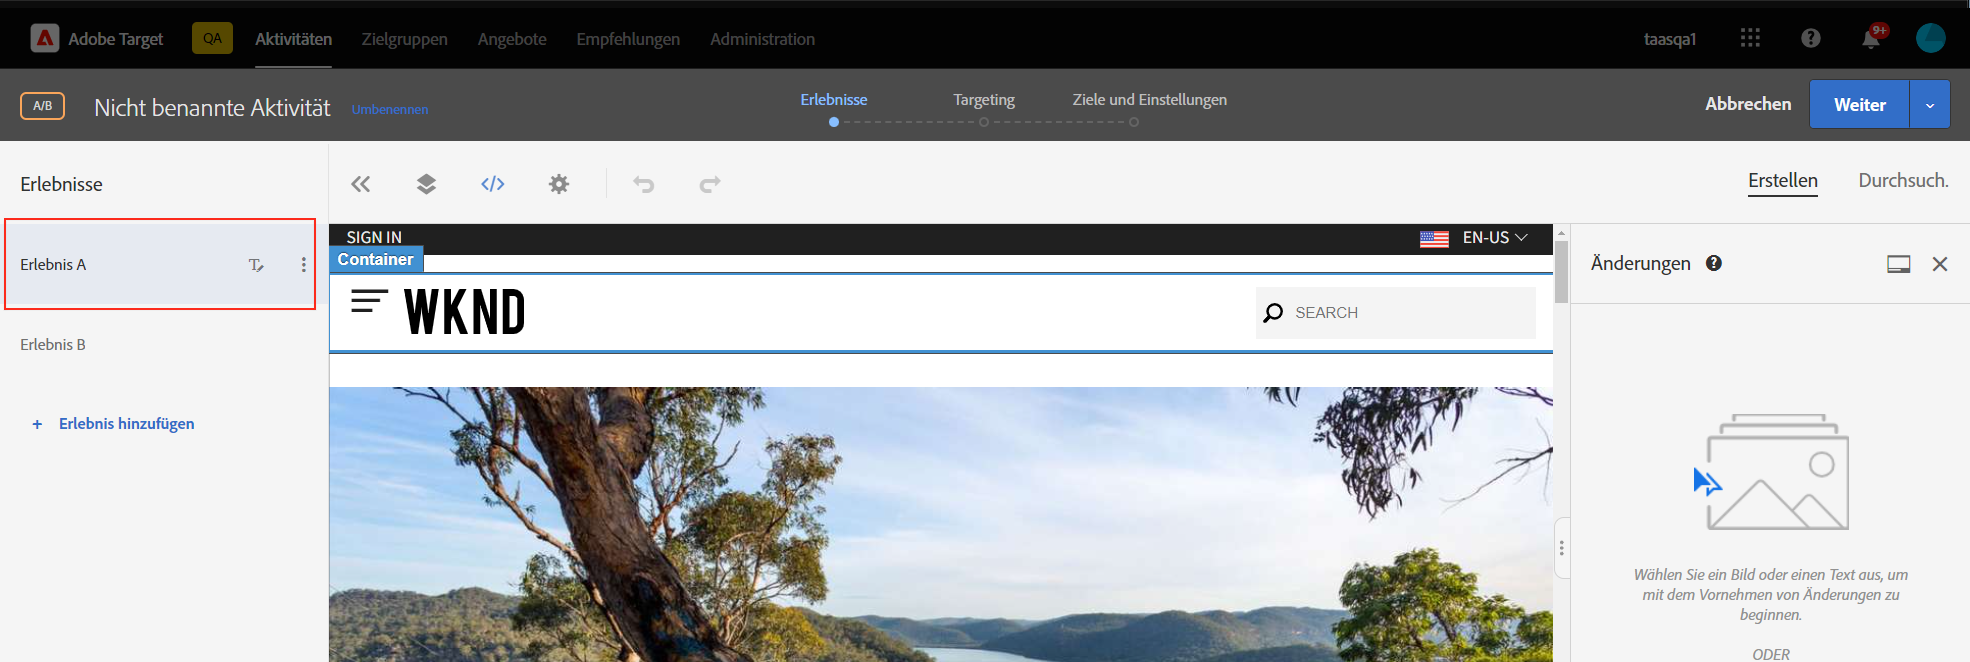 Adobe Target QA Aktivitäten Zielgruppen Angebote Empfehlungen Administration taasqa1 9+
A/B Nicht benannte Aktivität Umbenennen Erlebnisse Targeting Ziele und Einstellungen Abbrechen Weiter
Erlebnisse Erstellen Durchsuch.
SIGN IN EN-US
Container
Erlebnis A Änderungen
WKND SEARCH
Erlebnis B
+ Erlebnis hinzufügen
Wählen Sie ein Bild oder einen Text aus, um
mit dem Vornehmen von Änderungen zu
beginnen.
ODER